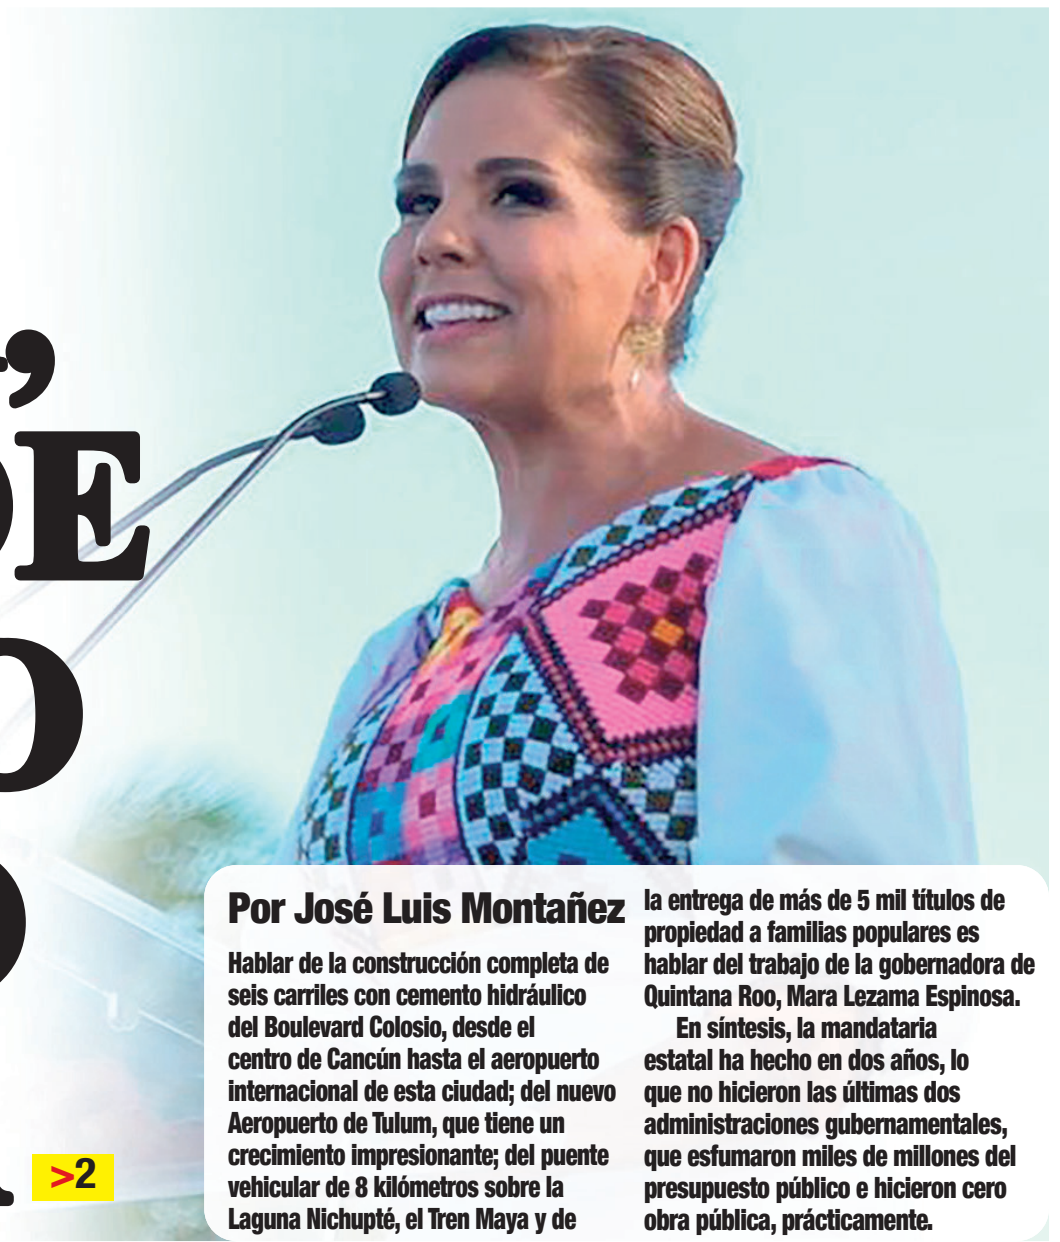 DE
O
Por José Luis Montañez
Hablar de la construcción completa de
seis carriles con cemento hidráulico
del Boulevard Colosio, desde el
centro de Cancún hasta el aeropuerto
internacional de esta ciudad; del nuevo
Aeropuerto de Tulum, que tiene un
crecimiento impresionante; del puente
vehicular de 8 kilómetros sobre la
Laguna Nichupté, el Tren Maya y de
la entrega de más de 5 mil títulos de
propiedad a familias populares es
hablar del trabajo de la gobernadora de
Quintana Roo, Mara Lezama Espinosa.
En síntesis, la mandataria
estatal ha hecho en dos años, lo
que no hicieron las últimas dos
administraciones gubernamentales,
que esfumaron miles de millones del
presupuesto público e hicieron cero
obra pública, prácticamente.
>2